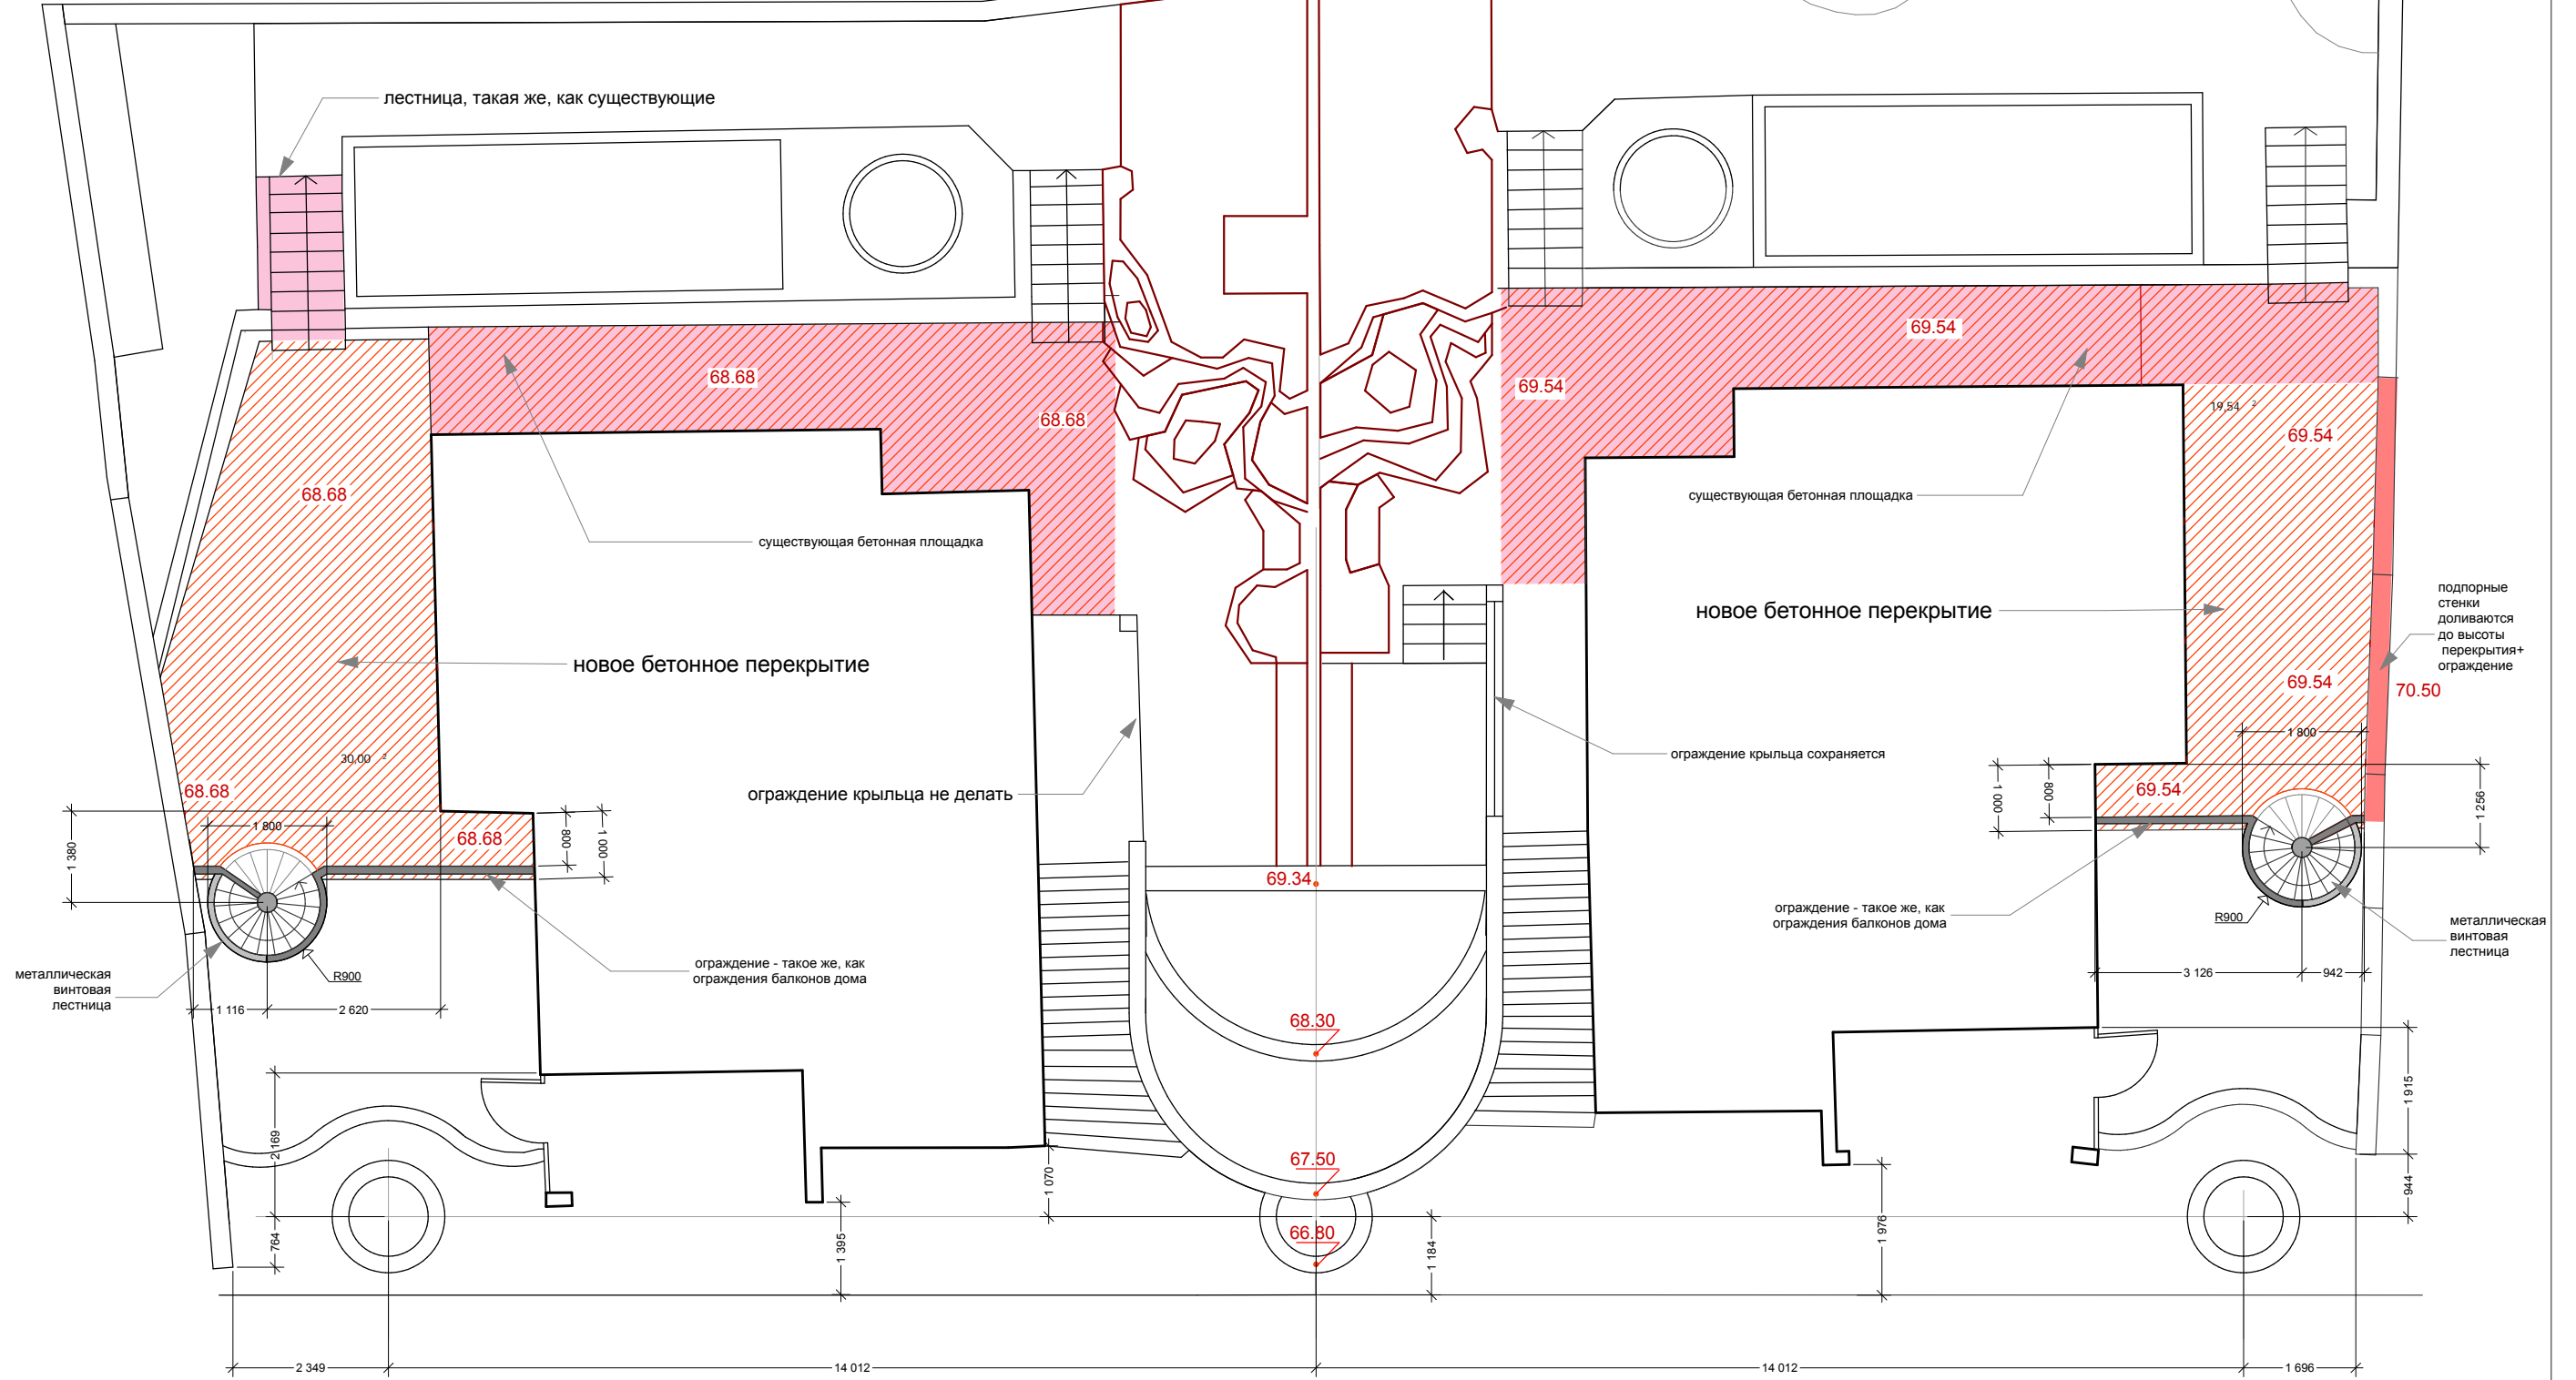 лестница, такая же, как существующие
69.54
68.68
69.54
19,54 ²
68.68
69.54
68.68
существующая бетонная площадка
существующая бетонная площадка
подпорные
стенки
доливаются
до высоты
перекрытия+
ограждение
новое бетонное перекрытие
новое бетонное перекрытие
69.54
70.50
1 800
ограждение крыльца сохраняется
30,00 ²
68.68
ограждение крыльца не делать
1 000
800
69.54
1 256
1 800
68.68
800
1 000
1 380
69.34
ограждение - такое же, как
ограждения балконов дома
R900
металлическая
винтовая
лестница
ограждение - такое же, как
ограждения балконов дома
R900
металлическая
винтовая
лестница
3 126
942
1 116
2 620
68.30
1 915
2 169
67.50
1 070
944
66.80
764
1 395
1 184
1 976
2 349
14 012
14 012
1 696